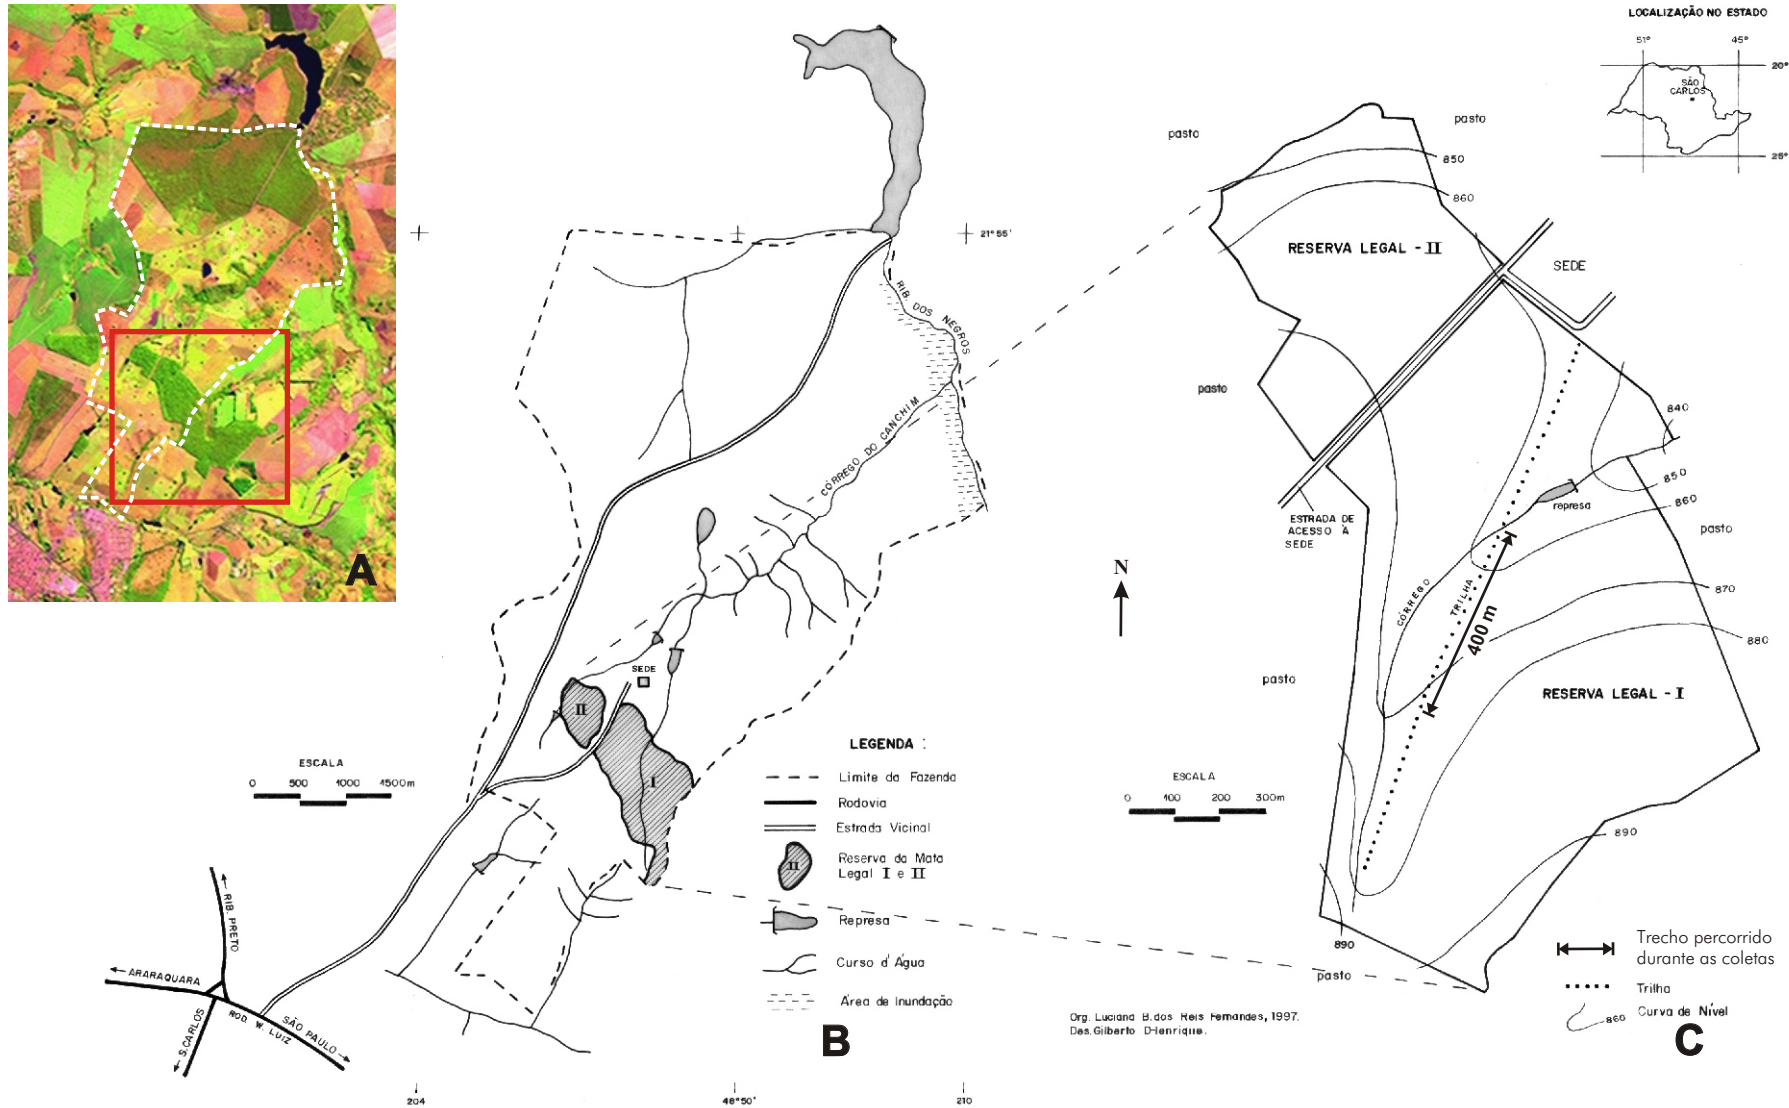 A
21°55'
RIB. DOS NEGROS
CÓRREGO DO CANCHIM
SEDE
II
I
ESCALA
0 500 1000 4500m
LEGENDA :
Limite da Fazenda
Rodovia
Estrada Vicinal
II
Reserva da Mata
Legal I e II
Represa
Curso d'Água
Área de Inundação
RIB. PRETO
ARARAQUARA
S.CARLOS
ROD. W. LUIZ
SÃO PAULO
B
204
48°50'
210
LOCALIZAÇÃO NO ESTADO
51°
45°
20°
SÃO
CARLOS
25°
pasto
pasto
850
860
RESERVA LEGAL - II
SEDE
pasto
840
850
860
represa
pasto
ESTRADA DE
ACESSO À
SEDE
N
CÓRREGO
TRILHA
400 m
870
880
pasto
RESERVA LEGAL - I
ESCALA
0 100 200 300m
890
890
pasto
Trecho percorrido
durante as coletas
Trilha
860
Curva de Nível
Org. Luciana B.dos Reis Fernandes, 1997.
Des. Gilberto D'Henrique.
C